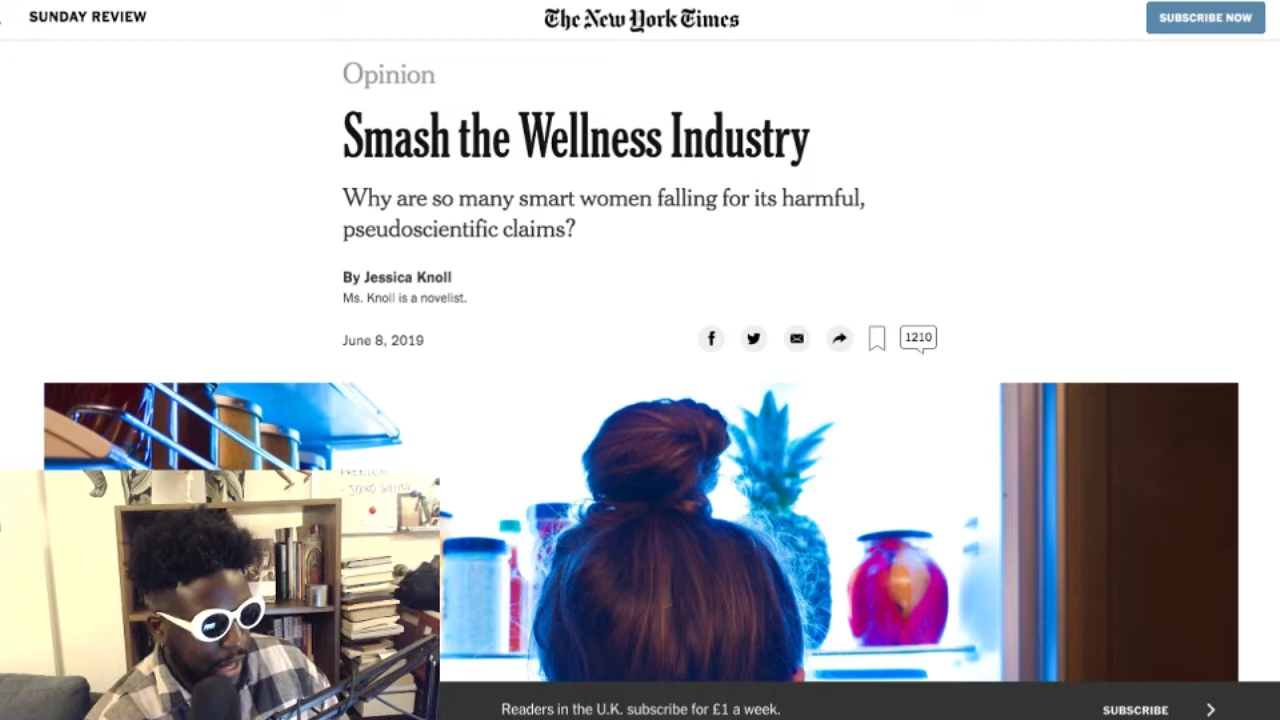 SUNDAY REVIEW
The New York Times
SUBSCRIBE NOW
Opinion
Smash the Wellness Industry
Why are so many smart women falling for its harmful,
pseudoscientific claims?
By Jessica Knoll
Ms. Knoll is a novelist.
June 8, 2019
1210
Readers in the U.K. subscribe for £1 a week.
SUBSCRIBE